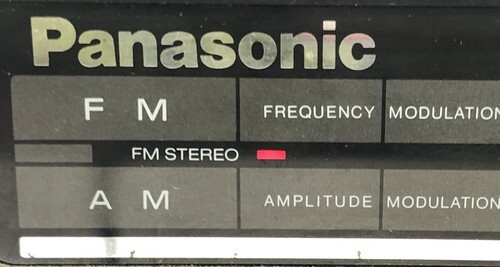 Panasonic
F M FREQUENCY MODULATION
FM STEREO
A M AMPLITUDE MODULATION